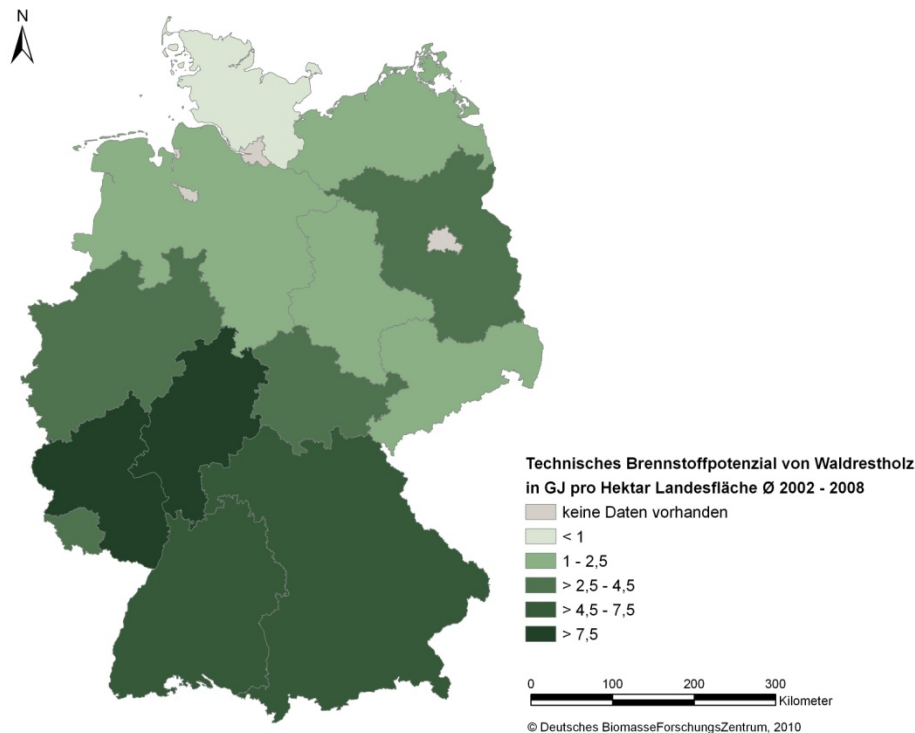 N
Technisches Brennstoffpotenzial von Waldrestholz
in GJ pro Hektar Landesfläche Ø 2002 - 2008
keine Daten vorhanden
< 1
1 - 2,5
> 2,5 - 4,5
> 4,5 - 7,5
> 7,5
0 100 200 300
Kilometer
© Deutsches BiomasseForschungsZentrum, 2010